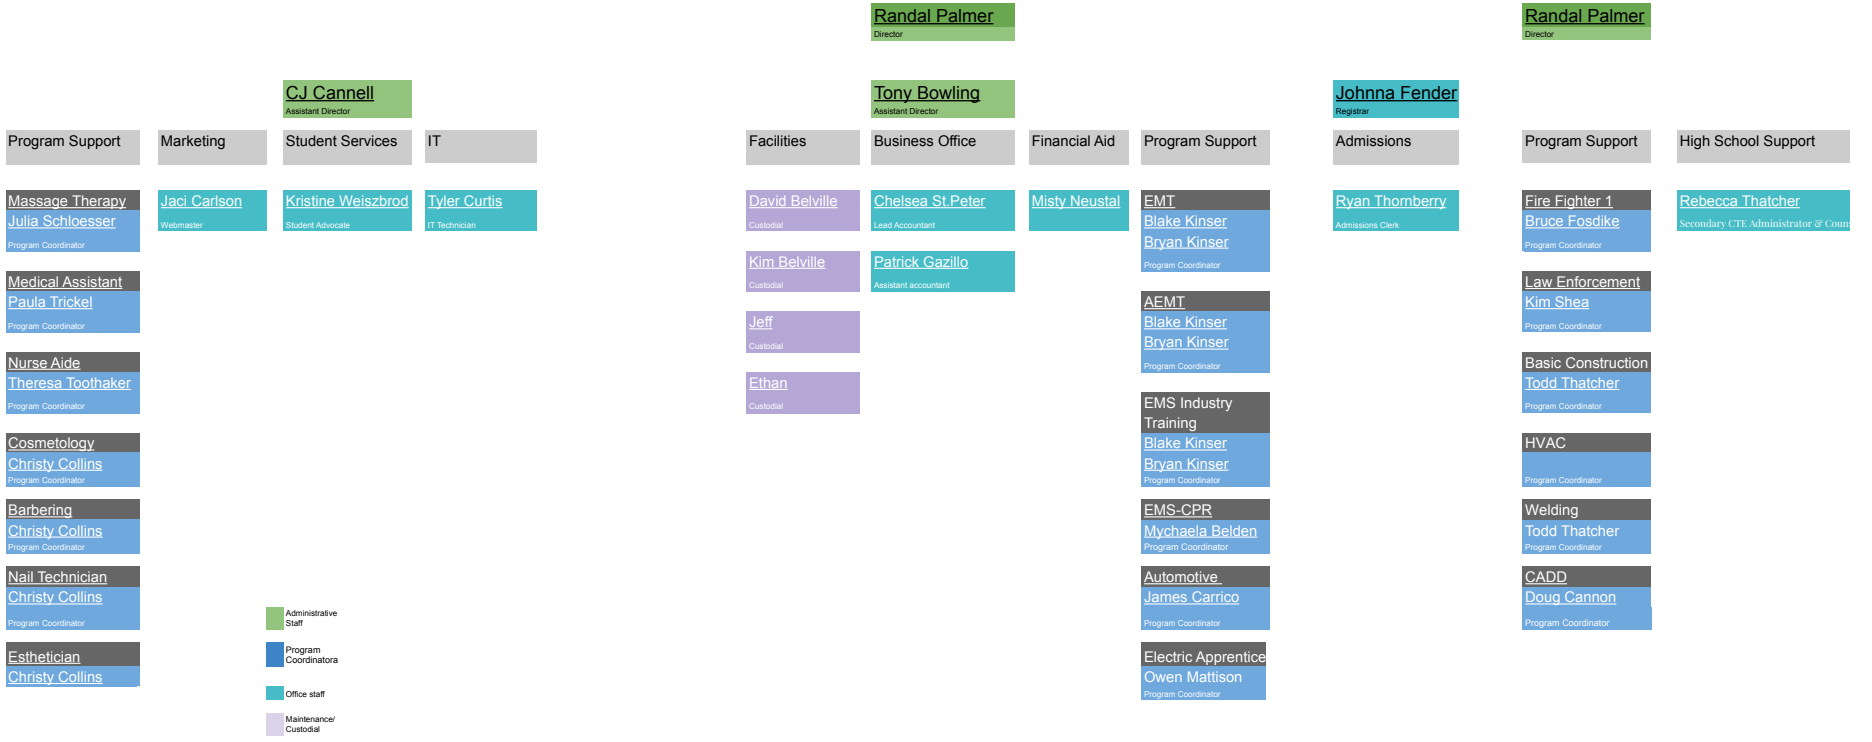 Randal Palmer
Director
Randal Palmer
Director
CJ Cannell
Assistant Director
Tony Bowling
Assistant Director
Johnna Fender
Registrar
Program Support
Marketing
Student Services
IT
Facilities
Business Office
Financial Aid
Program Support
Admissions
Program Support
High School Support
Massage Therapy
Julia Schloesser
Program Coordinator
Medical Assistant
Paula Trickel
Program Coordinator
Nurse Aide
Theresa Toothaker
Program Coordinator
Cosmetology
Christy Collins
Program Coordinator
Barbering
Christy Collins
Program Coordinator
Nail Technician
Christy Collins
Program Coordinator
Esthetician
Christy Collins
Jaci Carlson
Webmaster
Kristine Weiszbrod
Student Advocate
Tyler Curtis
IT Technician
Administrative
Staff
Program
Coordinatora
Office staff
Maintenance/
Custodial
David Belville
Custodial
Kim Belville
Custodial
Jeff
Custodial
Ethan
Custodial
Chelsea St.Peter
Lead Accountant
Patrick Gazillo
Assistant accountant
Misty Neustal
EMT
Blake Kinser
Bryan Kinser
Program Coordinator
AEMT
Blake Kinser
Bryan Kinser
Program Coordinator
EMS Industry
Training
Blake Kinser
Bryan Kinser
Program Coordinator
EMS-CPR
Mychaela Belden
Program Coordinator
Automotive
James Carrico
Program Coordinator
Electric Apprentice
Owen Mattison
Program Coordinator
Ryan Thornberry
Admissions Clerk
Fire Fighter 1
Bruce Fosdike
Program Coordinator
Law Enforcement
Kim Shea
Program Coordinator
Basic Construction
Todd Thatcher
Program Coordinator
HVAC
Program Coordinator
Welding
Todd Thatcher
Program Coordinator
CADD
Doug Cannon
Program Coordinator
Rebecca Thatcher
Secondary CTE Administrator & Couns